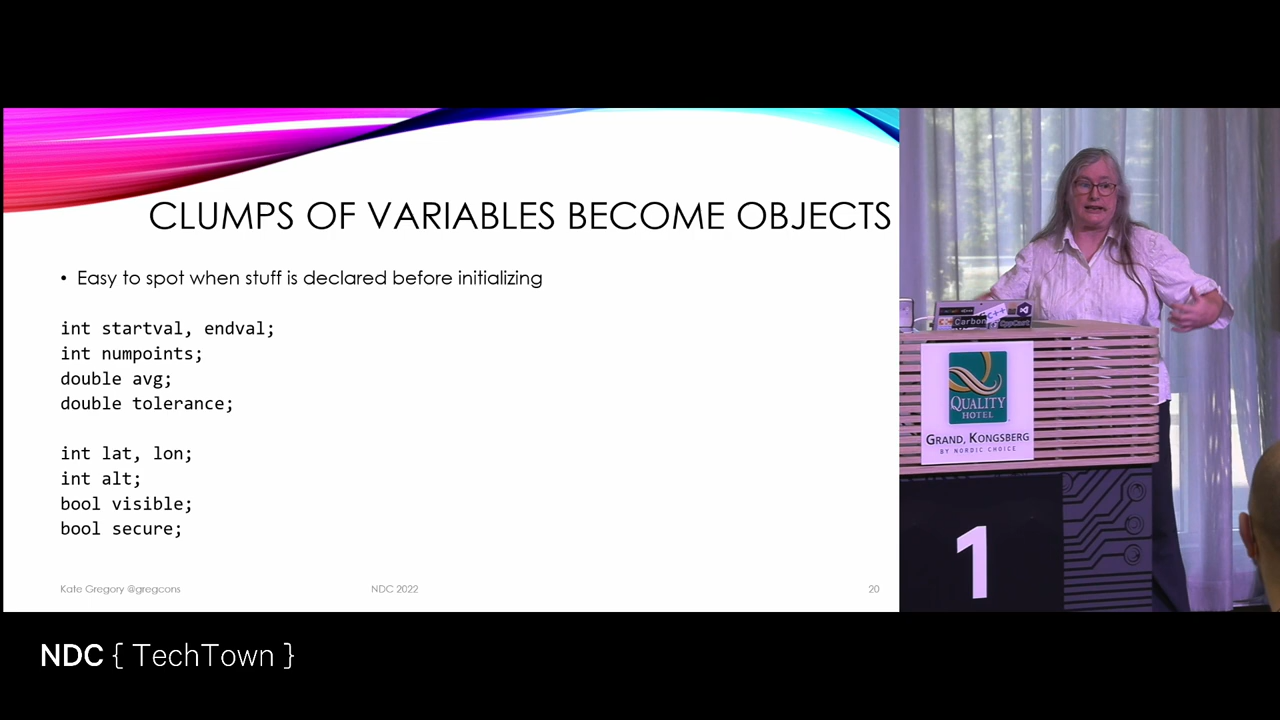 CLUMPS OF VARIABLES BECOME OBJECTS
• Easy to spot when stuff is declared before initializing
int startval, endval;
int numpoints;
double avg;
double tolerance;
int lat, lon;
int alt;
bool visible;
bool secure;
Kate Gregory @gregcons
NDC 2022
20
Carbon
C++
CppCast
QUALITY
HOTEL
GRAND, KONGSBERG
BY NORDIC CHOICE
1
NDC { TechTown }